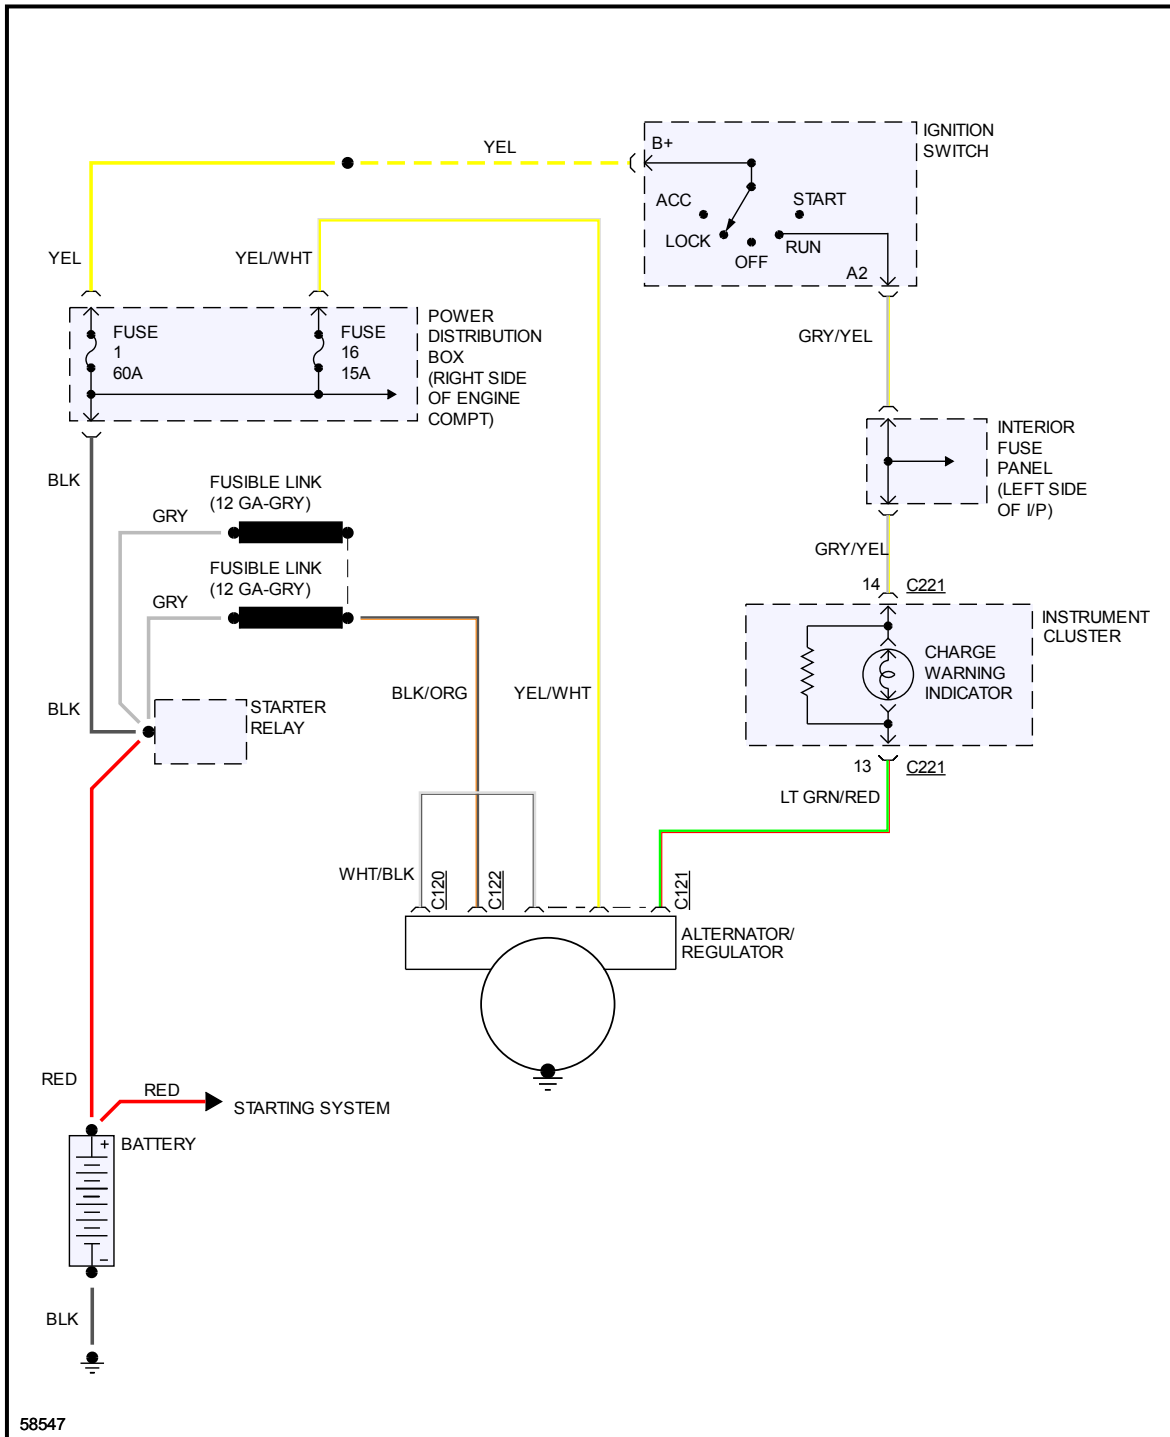 IGNITION
SWITCH
B+
YEL
ACC
START
LOCK
RUN
OFF
A2
YEL
YEL/WHT
POWER
DISTRIBUTION
BOX
(RIGHT SIDE
OF ENGINE
COMPT)
FUSE
1
60A
FUSE
16
15A
GRY/YEL
INTERIOR
FUSE
PANEL
(LEFT SIDE
OF I/P)
BLK
FUSIBLE LINK
(12 GA-GRY)
GRY
FUSIBLE LINK
(12 GA-GRY)
GRY
GRY/YEL
14 C221
INSTRUMENT
CLUSTER
CHARGE
WARNING
INDICATOR
BLK
STARTER
RELAY
BLK/ORG
YEL/WHT
13 C221
LT GRN/RED
WHT/BLK
C120
C122
C121
ALTERNATOR/
REGULATOR
RED
RED
STARTING SYSTEM
+
BATTERY
–
BLK
58547